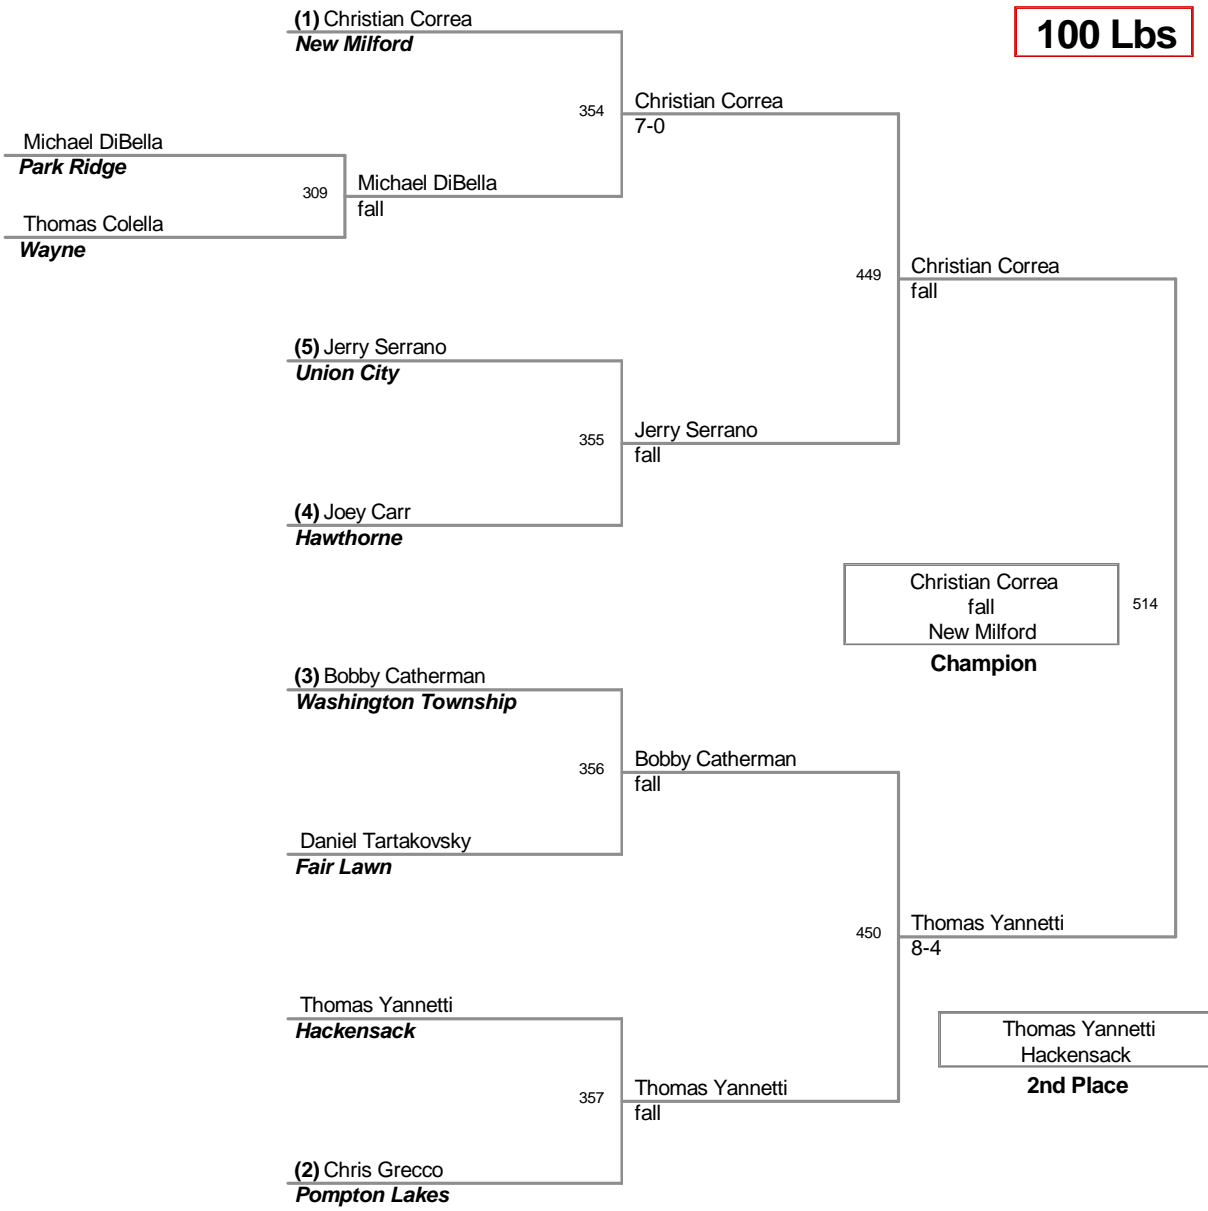 (1) Christian Correa
New Milford
100 Lbs
354
Christian Correa
7-0
Michael DiBella
Park Ridge
309
Michael DiBella
fall
Thomas Colella
Wayne
449
Christian Correa
fall
(5) Jerry Serrano
Union City
355
Jerry Serrano
fall
(4) Joey Carr
Hawthorne
Christian Correa
fall
New Milford
514
Champion
(3) Bobby Catherman
Washington Township
356
Bobby Catherman
fall
Daniel Tartakovsky
Fair Lawn
450
Thomas Yannetti
8-4
Thomas Yannetti
Hackensack
Thomas Yannetti
Hackensack
2nd Place
357
Thomas Yannetti
fall
(2) Chris Grecco
Pompton Lakes